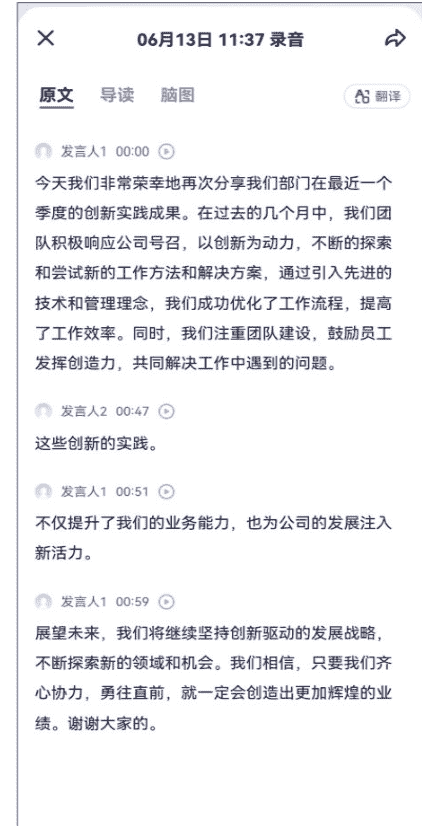 06月13日 11:37 录音
原文 导读 脑图 翻译
发言人1 00:00
今天我们非常荣幸地再次分享我们部门在最近一个
季度的创新实践成果。在过去的几个月中，我们团
队积极响应公司号召，以创新为动力，不断的探索
和尝试新的工作方法和解决方案，通过引入先进的
技术和管理理念，我们成功优化了工作流程，提高
了工作效率。同时，我们注重团队建设，鼓励员工
发挥创造力，共同解决工作中遇到的问题。
发言人2 00:47
这些创新的实践。
发言人1 00:51
不仅提升了我们的业务能力，也为公司的发展注入
新活力。
发言人1 00:59
展望未来，我们将继续坚持创新驱动的发展战略，
不断探索新的领域和机会。我们相信，只要我们齐
心协力，勇往直前，就一定会创造出更加辉煌的业
绩。谢谢大家的。